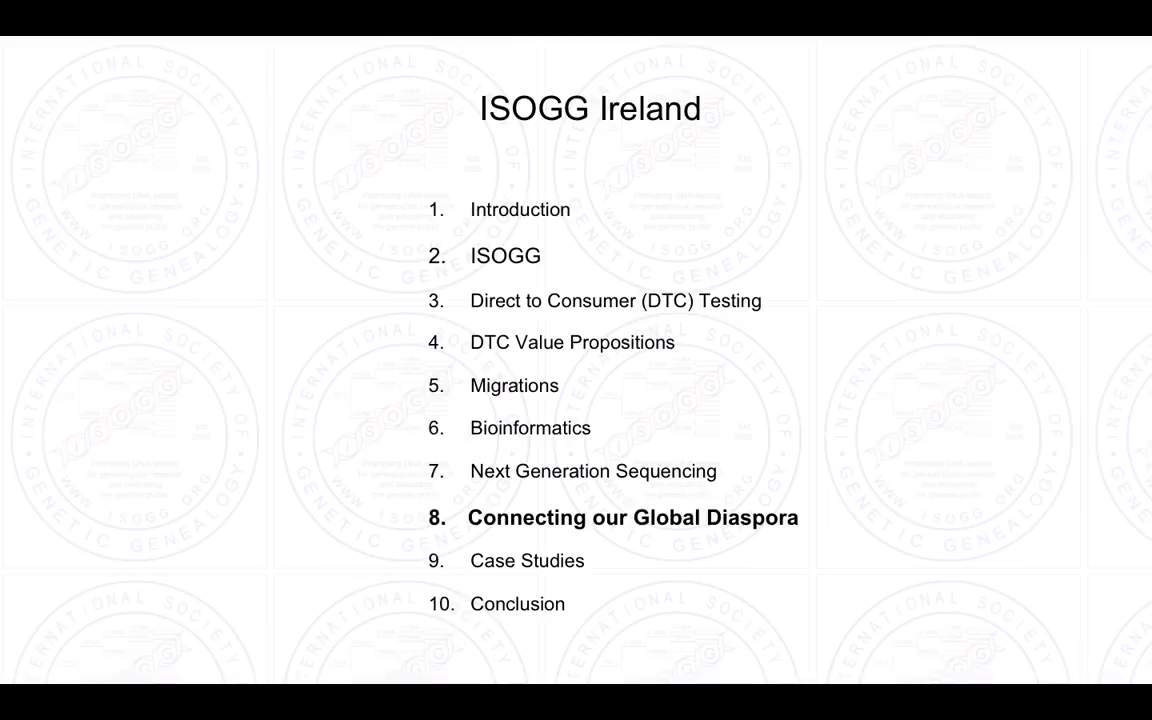 ISOGG Ireland
1. Introduction
2. ISOGG
3. Direct to Consumer (DTC) Testing
4. DTC Value Propositions
5. Migrations
6. Bioinformatics
7. Next Generation Sequencing
8. Connecting our Global Diaspora
9. Case Studies
10. Conclusion